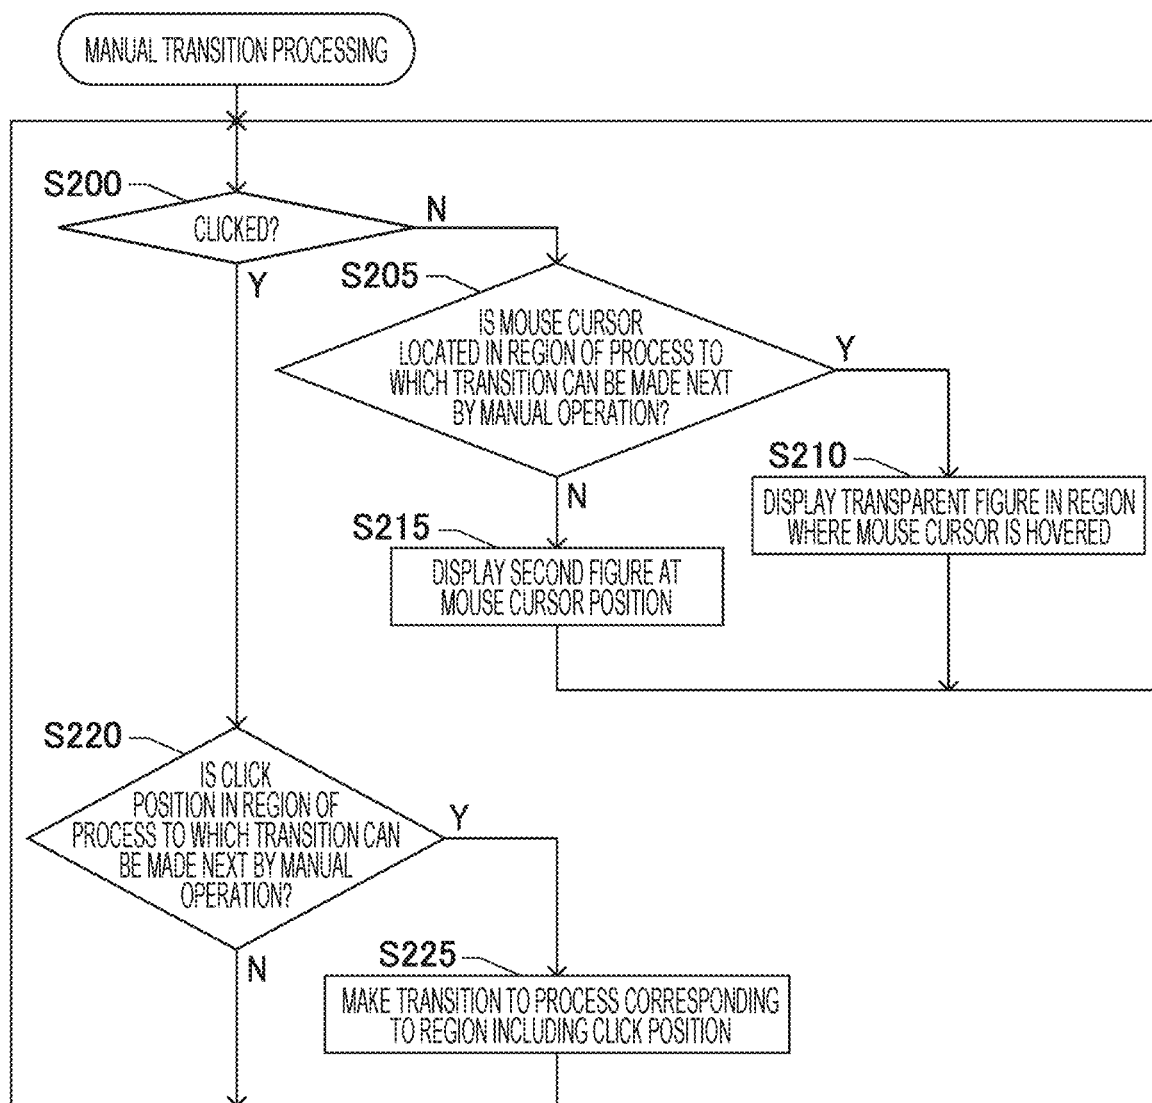 MANUAL TRANSITION PROCESSING
S200
CLICKED?
N
Y
S205
IS MOUSE CURSOR
LOCATED IN REGION OF PROCESS TO
WHICH TRANSITION CAN BE MADE NEXT
BY MANUAL OPERATION?
Y
N
S210
DISPLAY TRANSPARENT FIGURE IN REGION
WHERE MOUSE CURSOR IS HOVERED
S215
DISPLAY SECOND FIGURE AT
MOUSE CURSOR POSITION
S220
IS CLICK
POSITION IN REGION OF
PROCESS TO WHICH TRANSITION CAN
BE MADE NEXT BY MANUAL
OPERATION?
Y
N
S225
MAKE TRANSITION TO PROCESS CORRESPONDING
TO REGION INCLUDING CLICK POSITION